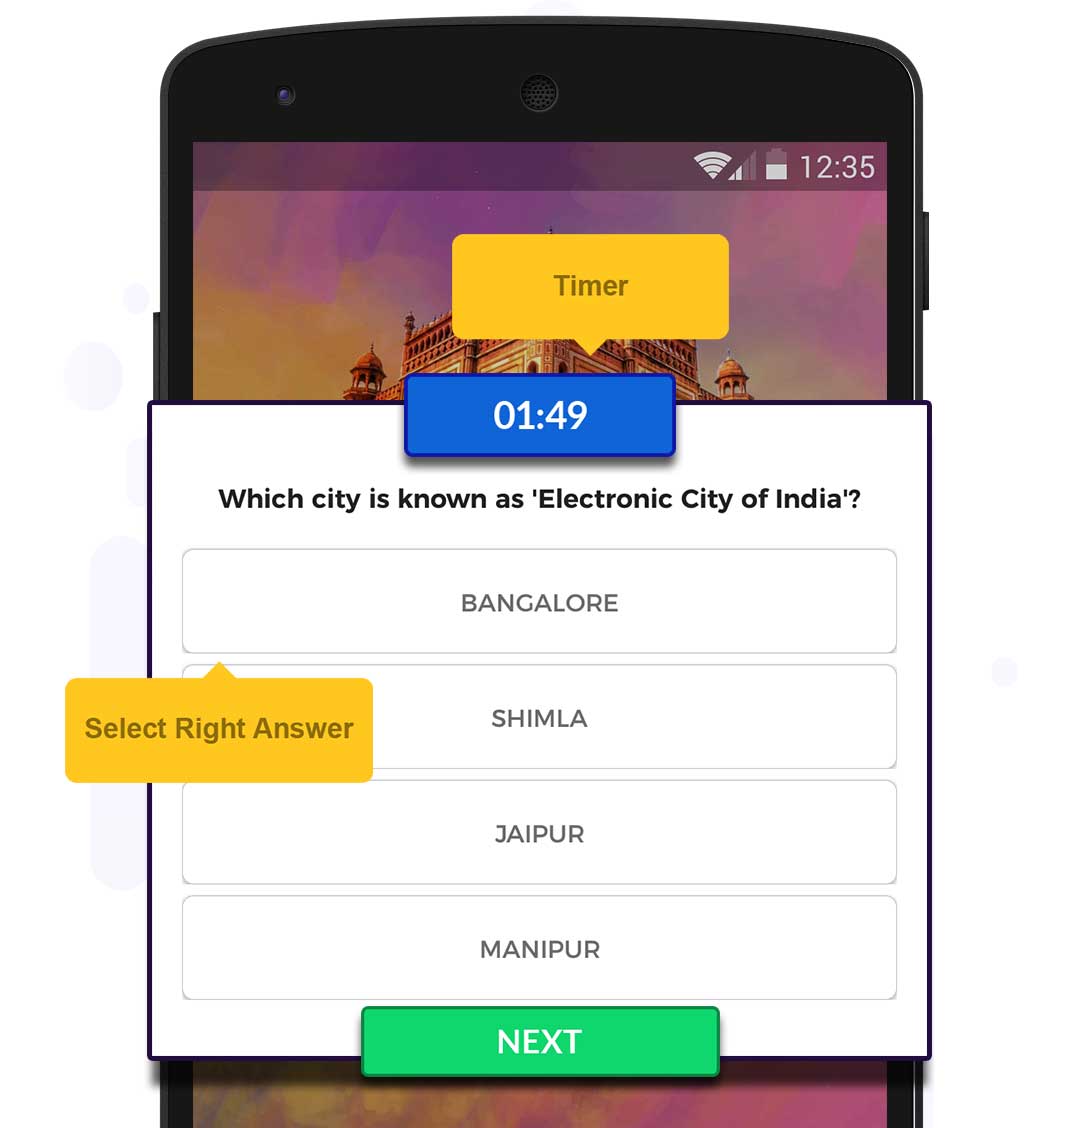 12:35
Timer
01:49
Which city is known as 'Electronic City of India'?
BANGALORE
Select Right Answer
SHIMLA
JAIPUR
MANIPUR
NEXT